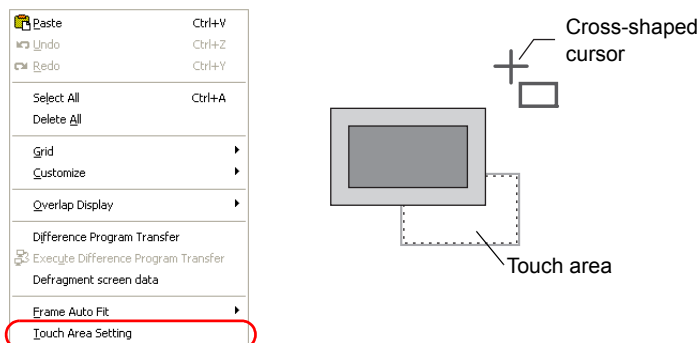 Paste Ctrl+V
Undo Ctrl+Z
Redo Ctrl+Y
Select All Ctrl+A
Delete All
Grid
Customize
Overlap Display
Difference Program Transfer
Execute Difference Program Transfer
Defragment screen data
Frame Auto Fit
Touch Area Setting
Cross-shaped
cursor
Touch area